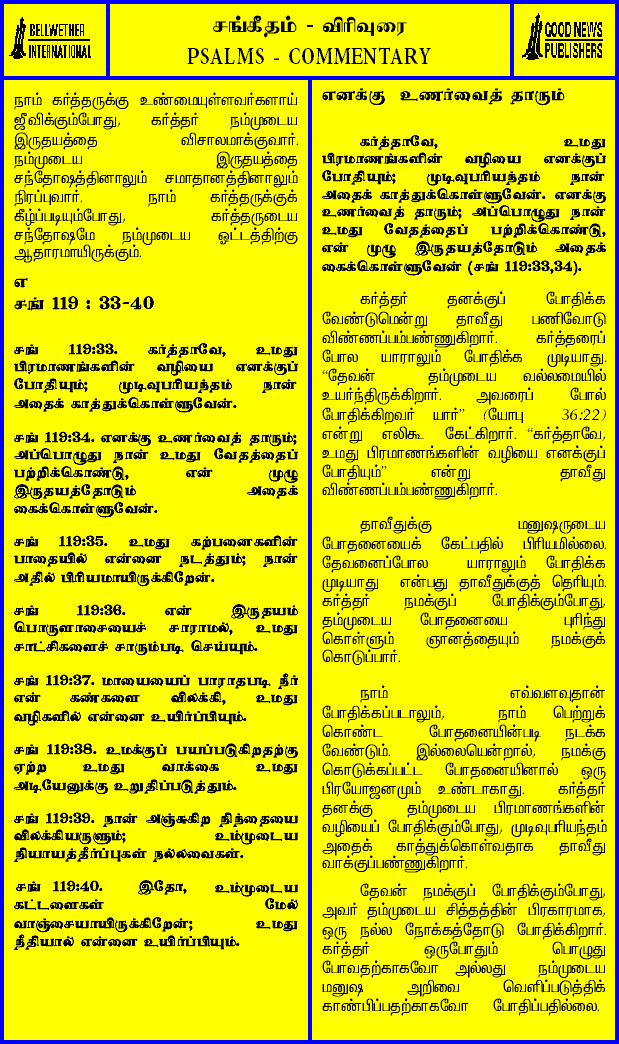 BELLWETHER
INTERNATIONAL
சங்கீதம் - விரிவுரை
PSALMS - COMMENTARY
GOOD NEWS
PUBLISHERS
நாம் கர்த்தருக்கு உண்மையுள்ளவர்களாய்
ஜீவிக்கும்போது, கர்த்தர் நம்முடைய
இருதயத்தை விசாலமாக்குவார்.
நம்முடைய இருதயத்தை
சந்தோஷத்தினாலும் சமாதானத்தினாலும்
நிரப்புவார். நாம் கர்த்தருக்குக்
கீழ்ப்படியும்போது, கர்த்தருடைய
சந்தோஷமே நம்முடைய ஓட்டத்திற்கு
ஆதாரமாயிருக்கும்.
எ
சங் 119 : 33-40
சங் 119:33. கர்த்தாவே, உமது
பிரமாணங்களின் வழியை எனக்குப்
போதியும்; முடிவுபரியந்தம் நான்
அதைக் காத்துக்கொள்ளுவேன்.
சங் 119:34. எனக்கு உணர்வைத் தாரும்;
அப்பொழுது நான் உமது வேதத்தைப்
பற்றிக்கொண்டு, என் முழு
இருதயத்தோடும் அதைக்
கைக்கொள்ளுவேன்.
சங் 119:35. உமது கற்பனைகளின்
பாதையில் என்னை நடத்தும்; நான்
அதில் பிரியமாயிருக்கிறேன்.
சங் 119:36. என் இருதயம்
பொருளாசையைச் சாராமல், உமது
சாட்சிகளைச் சாரும்படி செய்யும்.
சங் 119:37. மாயையைப் பாராதபடி நீர்
என் கண்களை விலக்கி, உமது
வழிகளில் என்னை உயிர்ப்பியும்.
சங் 119:38. உமக்குப் பயப்படுகிறதற்கு
ஏற்ற உமது வாக்கை உமது
அடியேனுக்கு உறுதிப்படுத்தும்.
சங் 119:39. நான் அஞ்சுகிற நிந்தையை
விலக்கியருளும்; உம்முடைய
நியாயத்தீர்ப்புகள் நல்லவைகள்.
சங் 119:40. இதோ, உம்முடைய
கட்டளைகள் மேல்
வாஞ்சையாயிருக்கிறேன்; உமது
நீதியால் என்னை உயிர்ப்பியும்.
எனக்கு உணர்வைத் தாரும்
கர்த்தாவே, உமது
பிரமாணங்களின் வழியை எனக்குப்
போதியும்; முடிவுபரியந்தம் நான்
அதைக் காத்துக்கொள்ளுவேன். எனக்கு
உணர்வைத் தாரும்; அப்பொழுது நான்
உமது வேதத்தைப் பற்றிக்கொண்டு,
என் முழு இருதயத்தோடும் அதைக்
கைக்கொள்ளுவேன் (சங் 119:33,34).
கர்த்தர் தனக்குப் போதிக்க
வேண்டுமென்று தாவீது பணிவோடு
விண்ணப்பம்பண்ணுகிறார். கர்த்தரைப்
போல யாராலும் போதிக்க முடியாது.
“தேவன் தம்முடைய வல்லமையில்
உயர்ந்திருக்கிறார். அவரைப் போல்
போதிக்கிறவர் யார்” (யோபு 36:22)
என்று எலிகூ கேட்கிறார். “கர்த்தாவே,
உமது பிரமாணங்களின் வழியை எனக்குப்
போதியும்” என்று தாவீது
விண்ணப்பம்பண்ணுகிறார்.
தாவீதுக்கு மனுஷருடைய
போதனையைக் கேட்பதில் பிரியமில்லை.
தேவனைப்போல யாராலும் போதிக்க
முடியாது என்பது தாவீதுக்குத் தெரியும்.
கர்த்தர் நமக்குப் போதிக்கும்போது,
தம்முடைய போதனையை புரிந்து
கொள்ளும் ஞானத்தையும் நமக்குக்
கொடுப்பார்.
நாம் எவ்வளவுதான்
போதிக்கப்படாலும், நாம் பெற்றுக்
கொண்ட போதனையின்படி நடக்க
வேண்டும். இல்லையென்றால், நமக்கு
கொடுக்கப்பட்ட போதனையினால் ஒரு
பிரயோஜனமும் உண்டாகாது. கர்த்தர்
தனக்கு தம்முடைய பிரமாணங்களின்
வழியைப் போதிக்கும்போது, முடிவுபரியந்தம்
அதைக் காத்துக்கொள்வதாக தாவீது
வாக்குப்பண்ணுகிறார்.
தேவன் நமக்குப் போதிக்கும்போது,
அவர் தம்முடைய சித்தத்தின் பிரகாரமாக,
ஒரு நல்ல நோக்கத்தோடு போதிக்கிறார்.
கர்த்தர் ஒருபோதும் பொழுது
போவதற்காகவோ அல்லது நம்முடைய
மனுஷ அறிவை வெளிப்படுத்திக்
காண்பிப்பதற்காகவோ போதிப்பதில்லை.